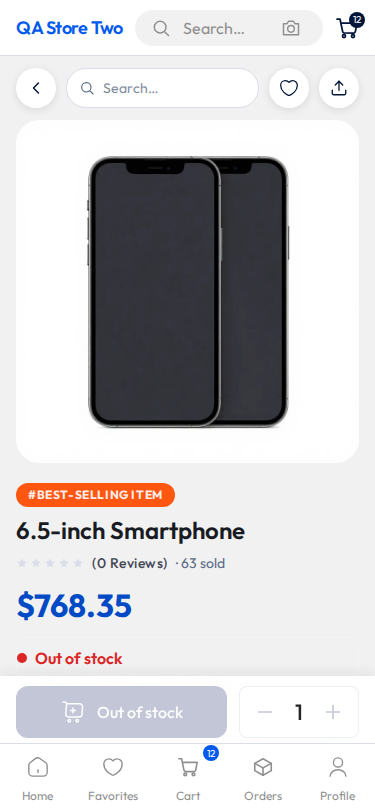 QA Store Two
Search...
12
Search...
#BEST-SELLING ITEM
6.5-inch Smartphone
(0 Reviews) · 63 sold
$768.35
Out of stock
Out of stock
1
12
Home Favorites Cart Orders Profile